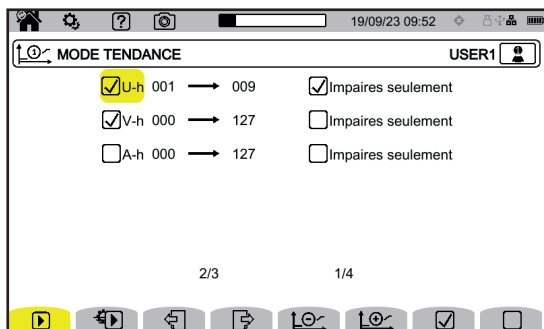 ? 19/09/23 09:52
1 MODE TENDANCE USER1
U-h 001 → 009 Impaires seulement
V-h 000 → 127 Impaires seulement
A-h 000 → 127 Impaires seulement
2/3 1/4